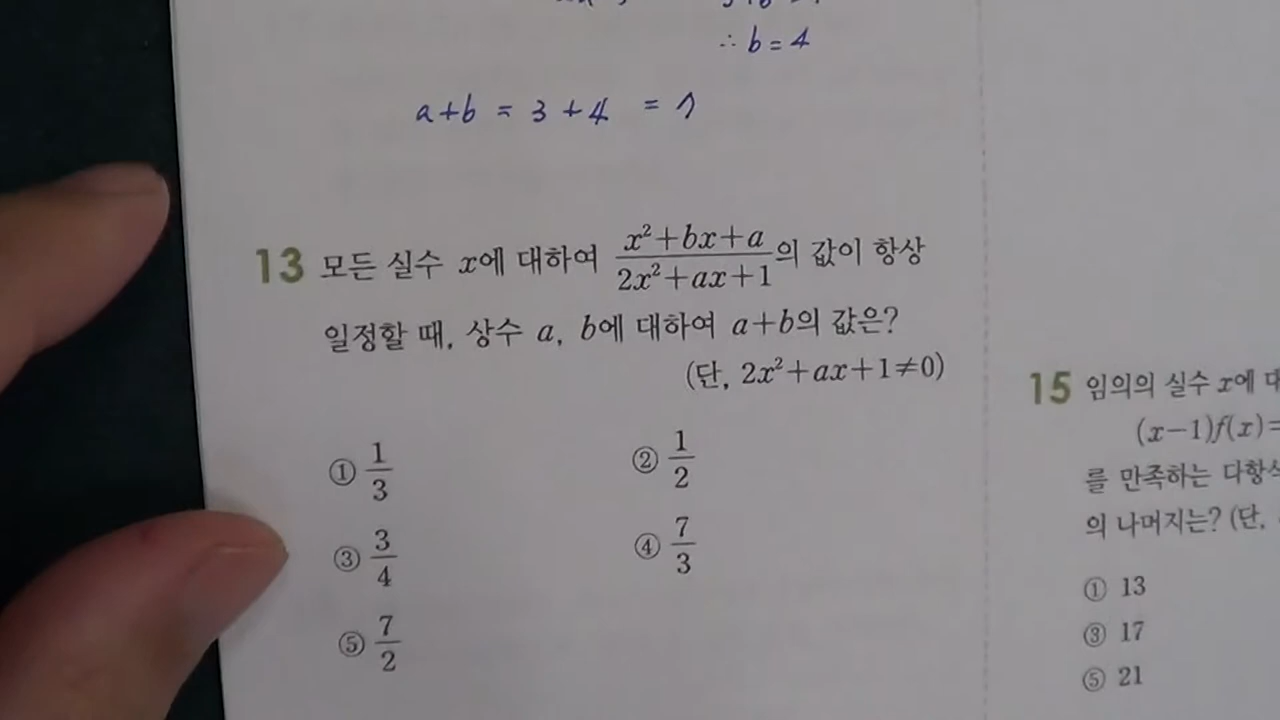 ∴ b = 4
a+b = 3+4 = 7
13 모든 실수 x에 대하여 (x²+bx+a)/(2x²+ax+1)의 값이 항상
일정할 때, 상수 a, b에 대하여 a+b의 값은?
(단, 2x²+ax+1≠0)
① 1/3 ② 1/2
③ 3/4 ④ 7/3
⑤ 7/2
15 임의의 실수 x에
(x−1)f(x)=
를 만족하는
의 나머지는? (단,
① 13
③ 17
⑤ 21